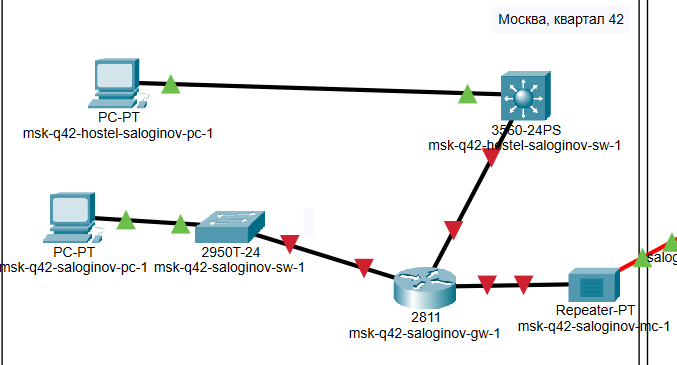 Москва, квартал 42
PC-PT
msk-q42-hostel-saloginov-pc-1
3560-24PS
msk-q42-hostel-saloginov-sw-1
PC-PT
msk-q42-saloginov-pc-1
2950T-24
msk-q42-saloginov-sw-1
2811
msk-q42-saloginov-gw-1
Repeater-PT
msk-q42-saloginov-mc-1
salog